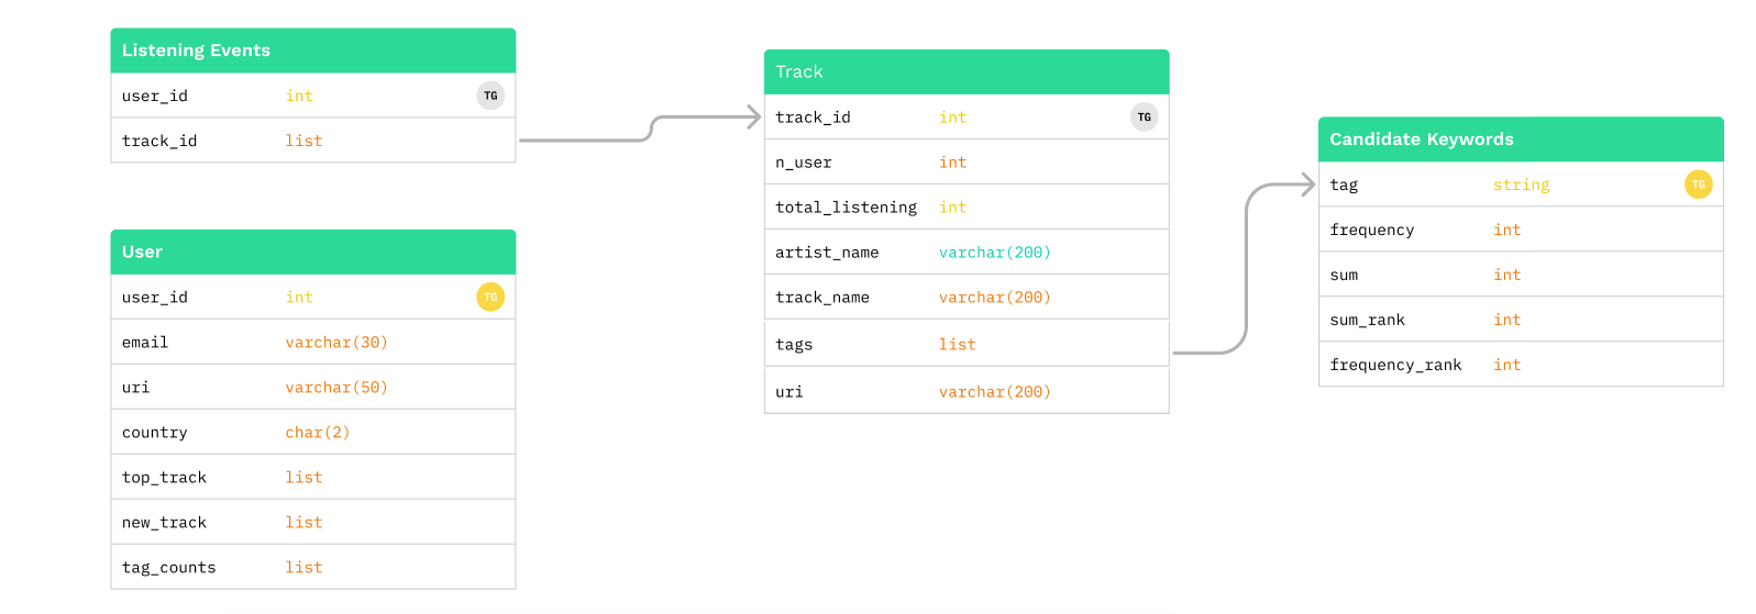 Listening Events
user_id int TG
track_id list
User
user_id int TG
email varchar(30)
uri varchar(50)
country char(2)
top_track list
new_track list
tag_counts list
Track
track_id int TG
n_user int
total_listening int
artist_name varchar(200)
track_name varchar(200)
tags list
uri varchar(200)
Candidate Keywords
tag string TG
frequency int
sum int
sum_rank int
frequency_rank int